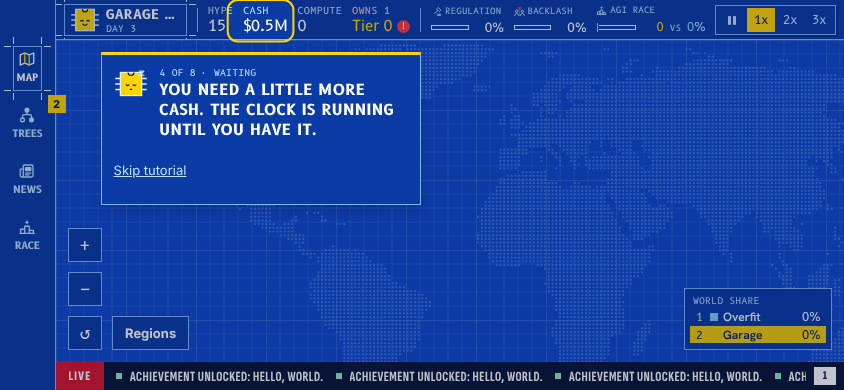 GARAGE ...
DAY 3
HYPE
15
CASH
$0.5M
COMPUTE
0
OWNS 1
Tier 0 !
REGULATION
0%
BACKLASH
0%
AGI RACE
0 VS 0%
1x 2x 3x
MAP
2
TREES
NEWS
RACE
4 OF 8 · WAITING
YOU NEED A LITTLE MORE
CASH. THE CLOCK IS RUNNING
UNTIL YOU HAVE IT.
Skip tutorial
+
−
↺
Regions
WORLD SHARE
1 Overfit 0%
2 Garage 0%
LIVE
ACHIEVEMENT UNLOCKED: HELLO, WORLD. ACHIEVEMENT UNLOCKED: HELLO, WORLD. ACHIEVEMENT UNLOCKED: HELLO, WORLD. ACH
1